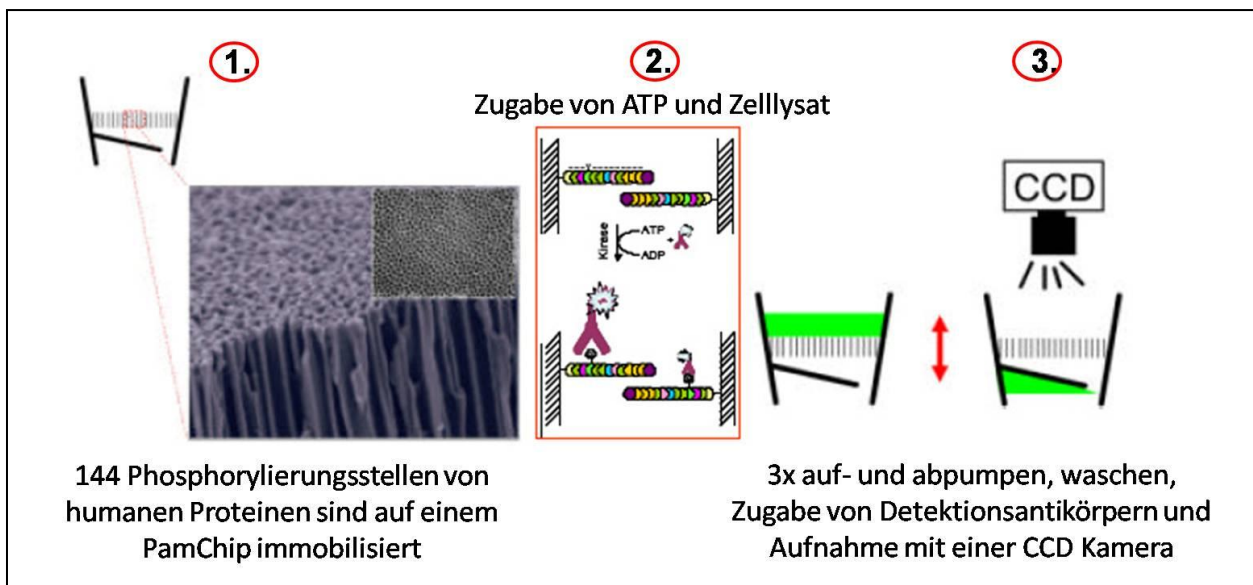 1.
2.
3.
Zugabe von ATP und Zelllysat
CCD
Kinase
ATP
ADP
144 Phosphorylierungsstellen von
humanen Proteinen sind auf einem
PamChip immobilisiert
3x auf- und abpumpen, waschen,
Zugabe von Detektionsantikörpern und
Aufnahme mit einer CCD Kamera